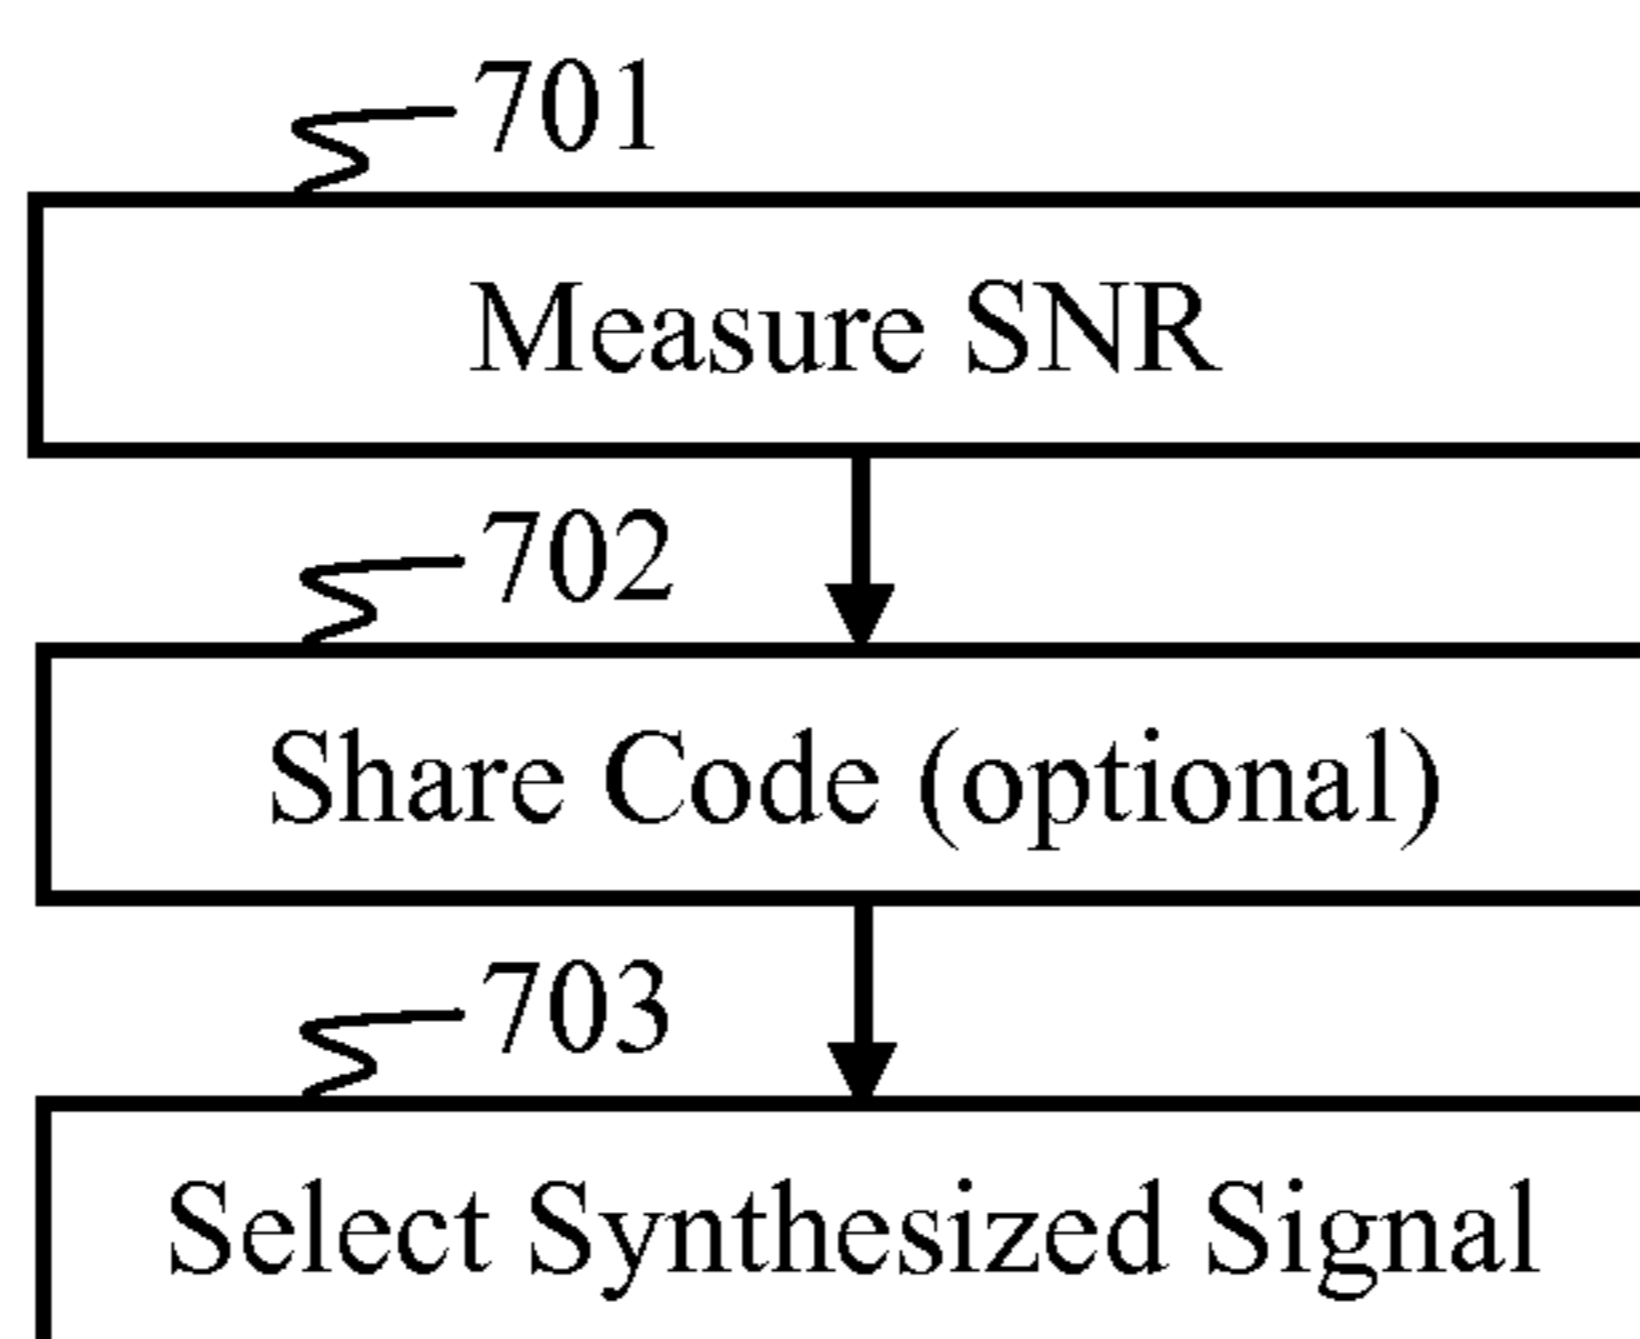 701
Measure SNR
702
Share Code (optional)
703
Select Synthesized Signal